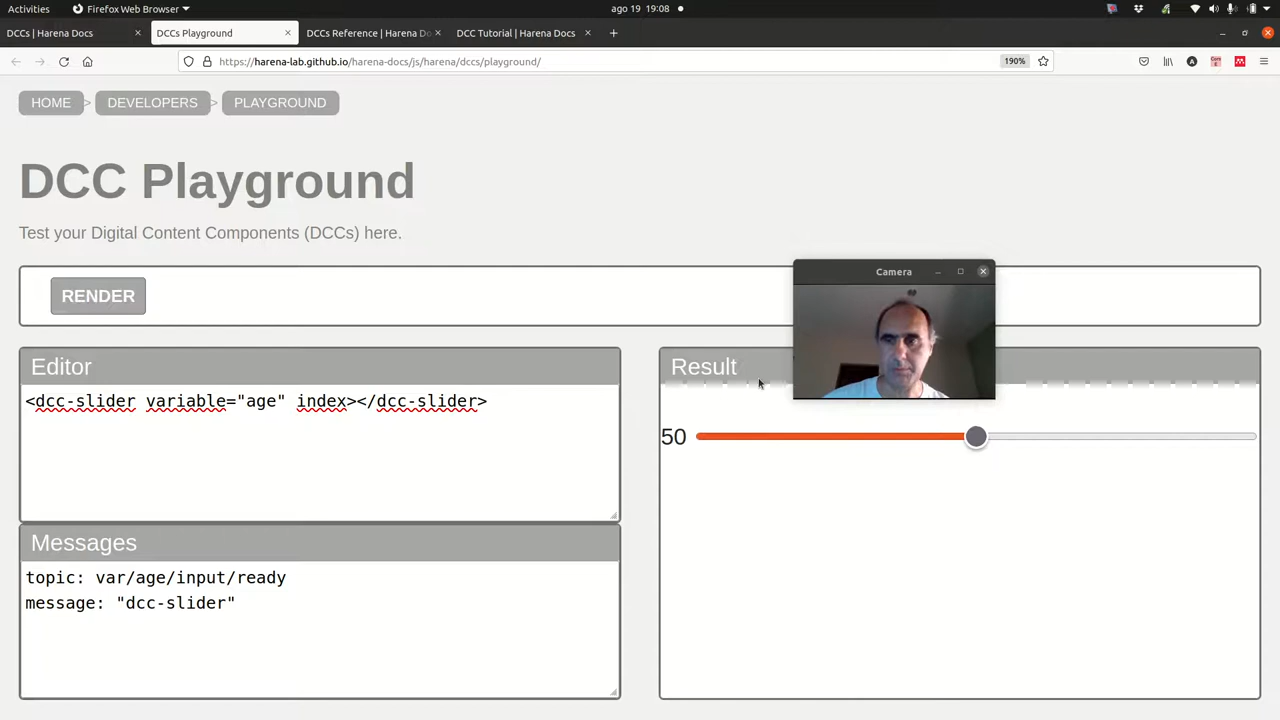 Activities
Firefox Web Browser
ago 19 19:08
DCCs | Harena Docs
DCCs Playground
DCCs Reference | Harena Do
DCC Tutorial | Harena Docs
https://harena-lab.github.io/harena-docs/js/harena/dccs/playground/
190%
HOME > DEVELOPERS > PLAYGROUND
DCC Playground
Test your Digital Content Components (DCCs) here.
RENDER
Camera
Editor
<dcc-slider variable="age" index></dcc-slider>
Result
50
Messages
topic: var/age/input/ready
message: "dcc-slider"